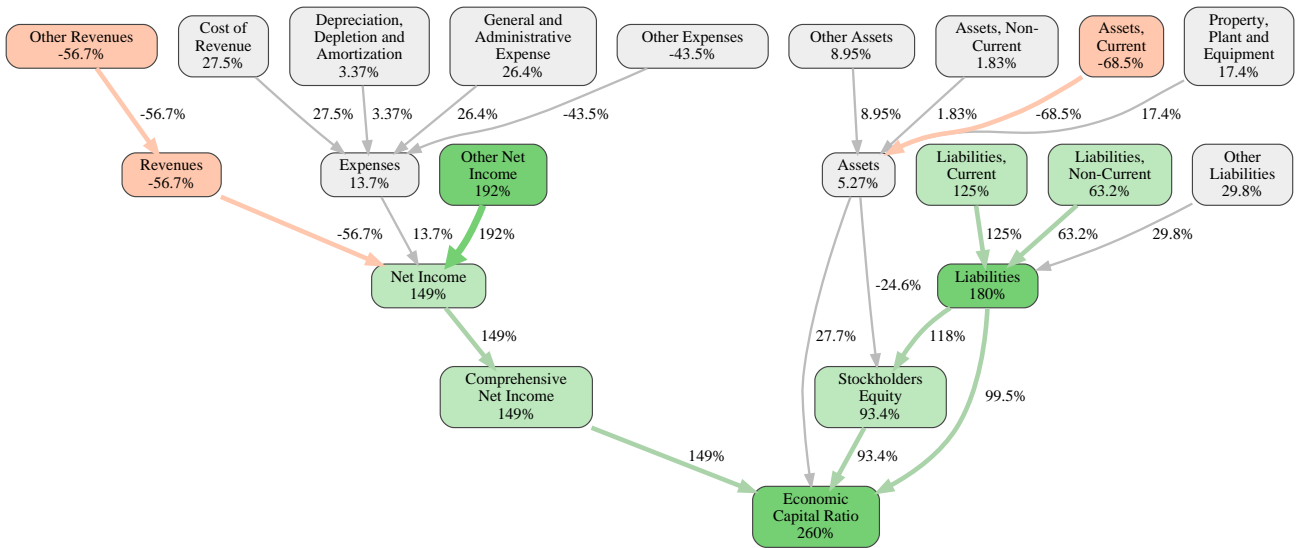 Other Revenues
-56.7%
Cost of
Revenue
27.5%
Depreciation,
Depletion and
Amortization
3.37%
General and
Administrative
Expense
26.4%
Other Expenses
-43.5%
Other Assets
8.95%
Assets, Non-
Current
1.83%
Assets,
Current
-68.5%
Property,
Plant and
Equipment
17.4%
-56.7%
27.5%
3.37%
26.4%
-43.5%
8.95%
1.83%
-68.5%
17.4%
Revenues
-56.7%
Expenses
13.7%
Other Net
Income
192%
Assets
5.27%
Liabilities,
Current
125%
Liabilities,
Non-Current
63.2%
Other
Liabilities
29.8%
-56.7%
13.7%
192%
125%
63.2%
29.8%
Net Income
149%
-24.6%
Liabilities
180%
149%
27.7%
118%
Comprehensive
Net Income
149%
Stockholders
Equity
93.4%
99.5%
149%
93.4%
Economic
Capital Ratio
260%